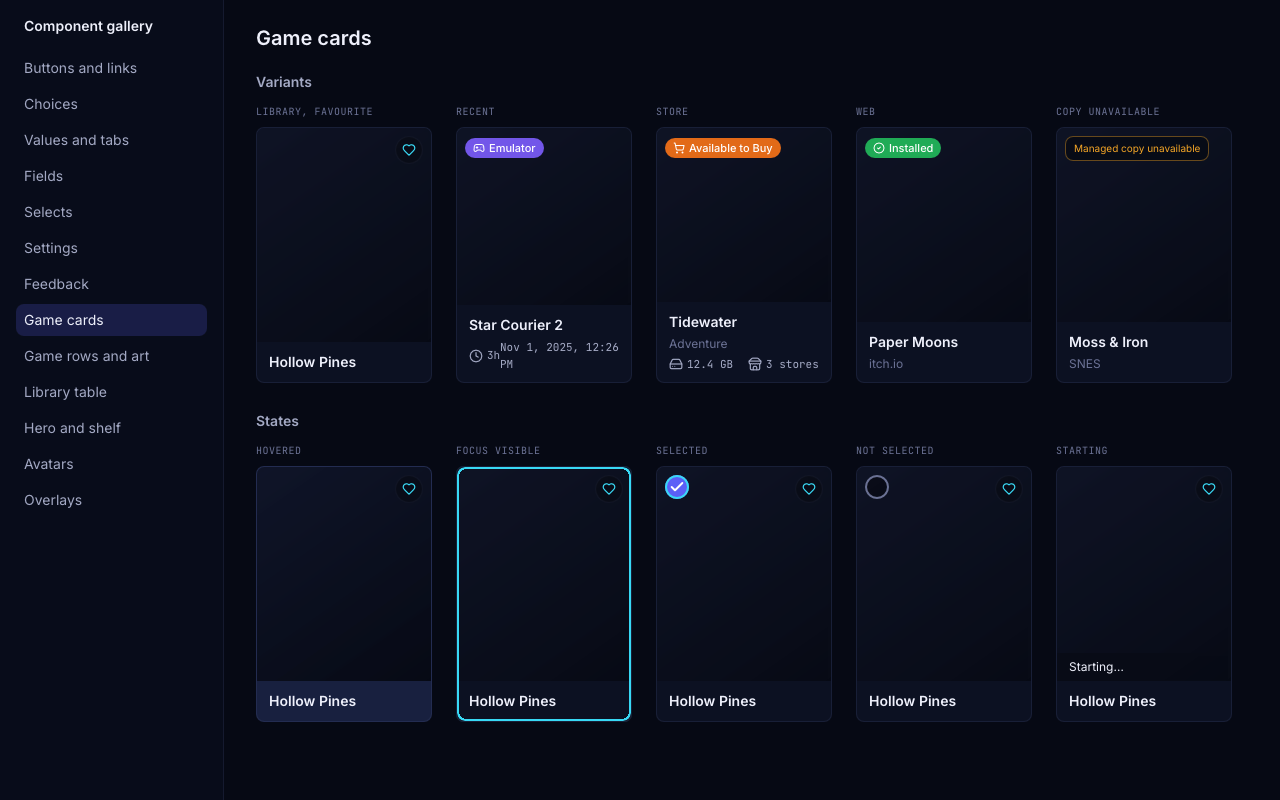 Component gallery
Buttons and links
Choices
Values and tabs
Fields
Selects
Settings
Feedback
Game cards
Game rows and art
Library table
Hero and shelf
Avatars
Overlays
Game cards
Variants
LIBRARY, FAVOURITE
RECENT
STORE
WEB
COPY UNAVAILABLE
Emulator
Available to Buy
Installed
Managed copy unavailable
Hollow Pines
Star Courier 2
3h
Nov 1, 2025, 12:26
PM
Tidewater
Adventure
12.4 GB
3 stores
Paper Moons
itch.io
Moss & Iron
SNES
States
HOVERED
FOCUS VISIBLE
SELECTED
NOT SELECTED
STARTING
Starting…
Hollow Pines
Hollow Pines
Hollow Pines
Hollow Pines
Hollow Pines